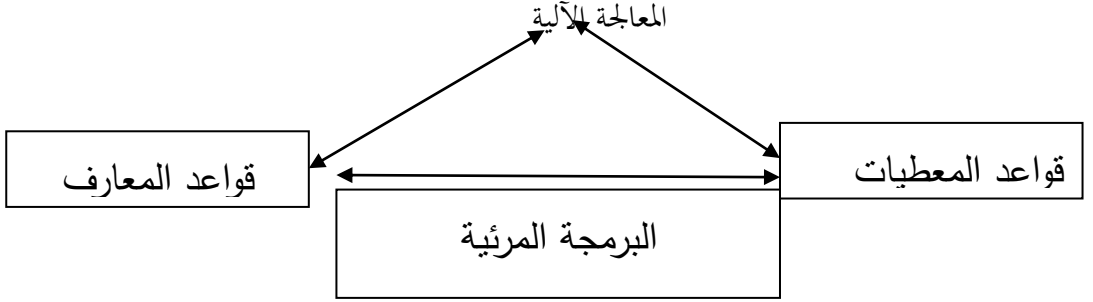 المعالجة الآلية
قواعد المعطيات
قواعد المعارف
البرمجة المرئية